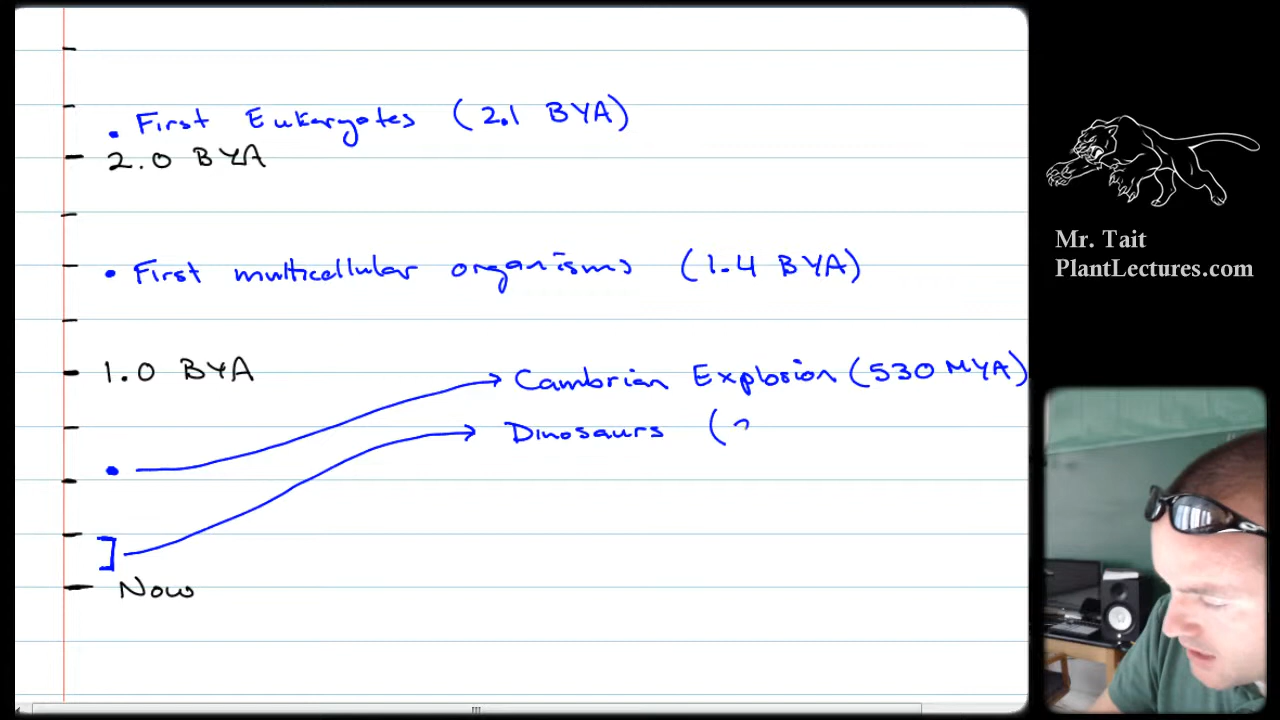 • First Eukaryotes (2.1 BYA)
2.0 BYA
• First multicellular organisms (1.4 BYA)
1.0 BYA
Cambrian Explosion (530 MYA)
Dinosaurs (
Now
Mr. Tait
PlantLectures.com